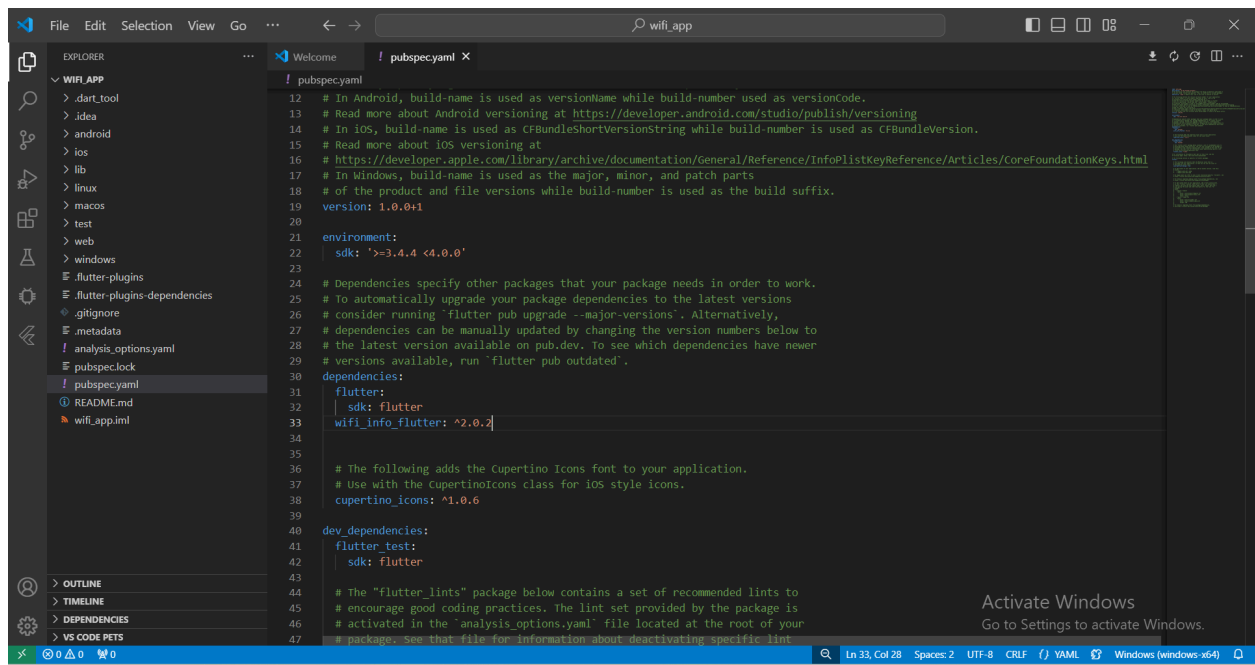 File Edit Selection View Go ··· wifi_app
EXPLORER ···
WIFI_APP
.dart_tool
.idea
android
ios
lib
linux
macos
test
web
windows
.flutter-plugins
.flutter-plugins-dependencies
.gitignore
.metadata
! analysis_options.yaml
pubspec.lock
! pubspec.yaml
README.md
wifi_app.iml
OUTLINE
TIMELINE
DEPENDENCIES
VS CODE PETS
Welcome ! pubspec.yaml
! pubspec.yaml
12 # In Android, build-name is used as versionName while build-number used as versionCode.
13 # Read more about Android versioning at https://developer.android.com/studio/publish/versioning
14 # In iOS, build-name is used as CFBundleShortVersionString while build-number is used as CFBundleVersion.
15 # Read more about iOS versioning at
16 # https://developer.apple.com/library/archive/documentation/General/Reference/InfoPlistKeyReference/Articles/CoreFoundationKeys.html
17 # In Windows, build-name is used as the major, minor, and patch parts
18 # of the product and file versions while build-number is used as the build suffix.
19 version: 1.0.0+1
20
21 environment:
22 sdk: '>=3.4.4 <4.0.0'
23
24 # Dependencies specify other packages that your package needs in order to work.
25 # To automatically upgrade your package dependencies to the latest versions
26 # consider running `flutter pub upgrade --major-versions`. Alternatively,
27 # dependencies can be manually updated by changing the version numbers below to
28 # the latest version available on pub.dev. To see which dependencies have newer
29 # versions available, run `flutter pub outdated`.
30 dependencies:
31 flutter:
32 sdk: flutter
33 wifi_info_flutter: ^2.0.2
34
35
36 # The following adds the Cupertino Icons font to your application.
37 # Use with the CupertinoIcons class for iOS style icons.
38 cupertino_icons: ^1.0.6
39
40 dev_dependencies:
41 flutter_test:
42 sdk: flutter
43
44 # The "flutter_lints" package below contains a set of recommended lints to
45 # encourage good coding practices. The lint set provided by the package is
46 # activated in the `analysis_options.yaml` file located at the root of your
47 # package. See that file for information about deactivating specific lint
Activate Windows
Go to Settings to activate Windows.
0 0 0 Ln 33, Col 28 Spaces: 2 UTF-8 CRLF {} YAML Windows (windows-x64)